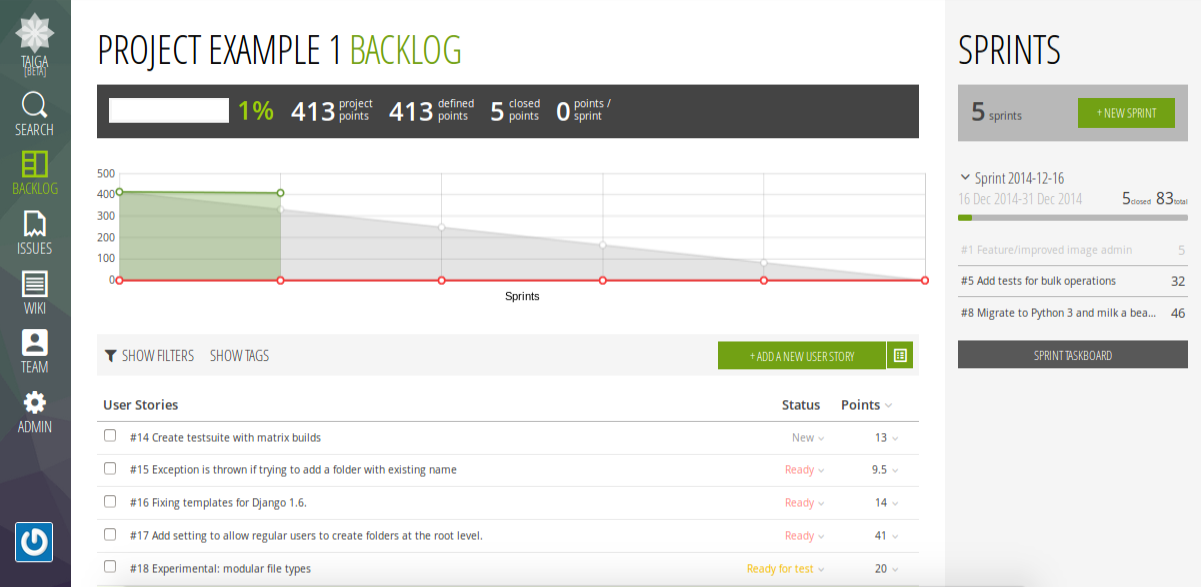 TAIGA
[BETA]
SEARCH
BACKLOG
ISSUES
WIKI
TEAM
ADMIN
PROJECT EXAMPLE 1 BACKLOG
1% 413 project points 413 defined points 5 closed points 0 points / sprint
500
400
300
200
100
0
Sprints
SHOW FILTERS SHOW TAGS + ADD A NEW USER STORY
User Stories Status Points
#14 Create testsuite with matrix builds New 13
#15 Exception is thrown if trying to add a folder with existing name Ready 9.5
#16 Fixing templates for Django 1.6. Ready 14
#17 Add setting to allow regular users to create folders at the root level. Ready 41
#18 Experimental: modular file types Ready for test 20
SPRINTS
5 sprints + NEW SPRINT
Sprint 2014-12-16
16 Dec 2014-31 Dec 2014 5 closed 83 total
#1 Feature/improved image admin 5
#5 Add tests for bulk operations 32
#8 Migrate to Python 3 and milk a bea... 46
SPRINT TASKBOARD